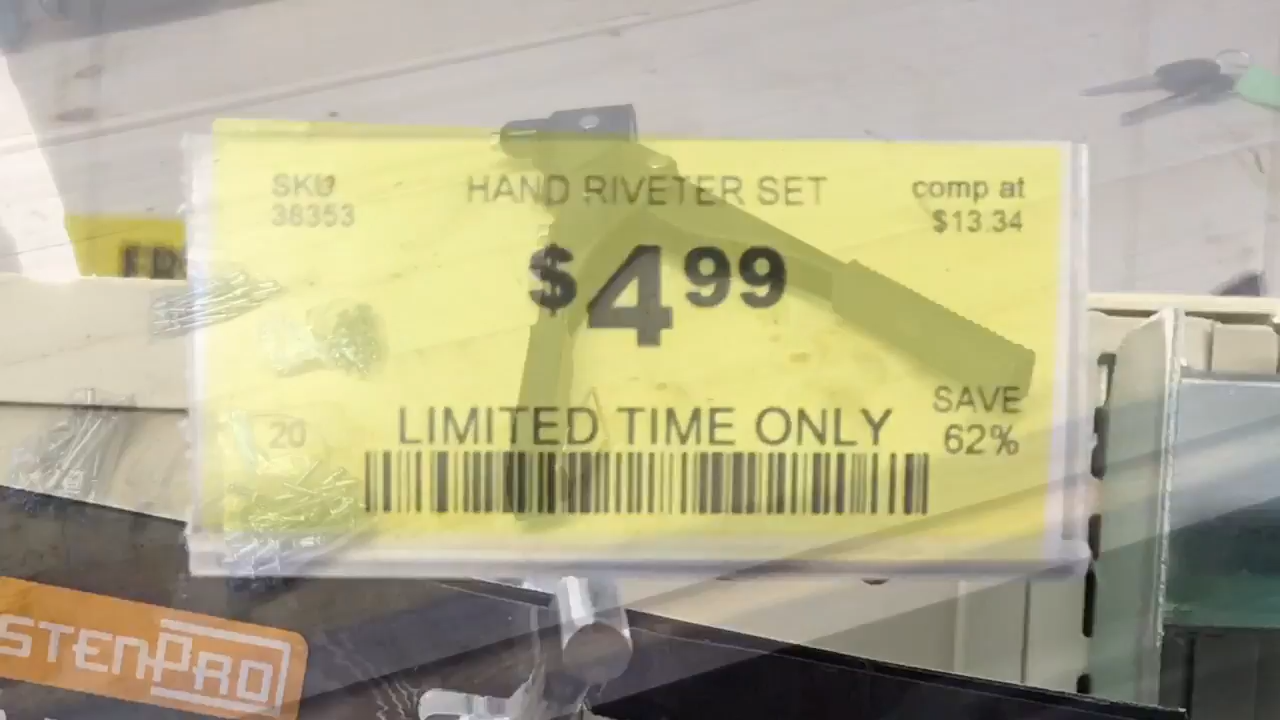 SKU
38353
HAND RIVETER SET
comp at
$13.34
$4.99
LIMITED TIME ONLY
SAVE
62%
20
STENPRO